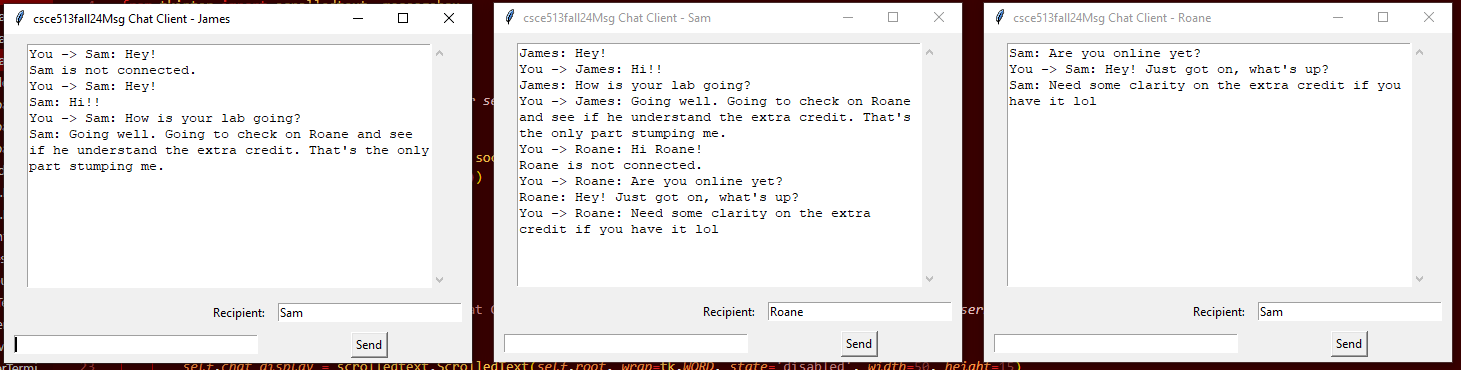 csce513fall24Msg Chat Client - James
You -> Sam: Hey!
Sam is not connected.
You -> Sam: Hey!
Sam: Hi!!
You -> Sam: How is your lab going?
Sam: Going well. Going to check on Roane and see
if he understand the extra credit. That's the only
part stumping me.
Recipient: Sam
Send
csce513fall24Msg Chat Client - Sam
James: Hey!
You -> James: Hi!!
James: How is your lab going?
You -> James: Going well. Going to check on Roane
and see if he understand the extra credit. That's
the only part stumping me.
You -> Roane: Hi Roane!
Roane is not connected.
You -> Roane: Are you online yet?
Roane: Hey! Just got on, what's up?
You -> Roane: Need some clarity on the extra
credit if you have it lol
Recipient: Roane
Send
csce513fall24Msg Chat Client - Roane
Sam: Are you online yet?
You -> Sam: Hey! Just got on, what's up?
Sam: Need some clarity on the extra credit if you
have it lol
Recipient: Sam
Send
23 self.chat_display = scrolledtext.ScrolledText(self.root, wrap=tk.WORD, state='disabled', width=50, height=15)